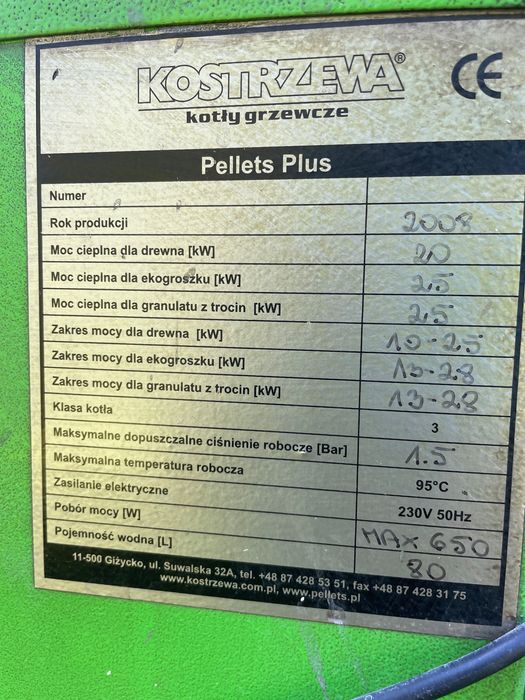 KOSTRZEWA®
kotły grzewcze
CE
Pellets Plus
Numer
Rok produkcji 2008
Moc cieplna dla drewna [kW] 20
Moc cieplna dla ekogroszku [kW] 25
Moc cieplna dla granulatu z trocin [kW] 25
Zakres mocy dla drewna [kW] 10-25
Zakres mocy dla ekogroszku [kW] 13-28
Zakres mocy dla granulatu z trocin [kW] 13-28
Klasa kotła 3
Maksymalne dopuszczalne ciśnienie robocze [Bar] 1.5
Maksymalna temperatura robocza 95°C
Zasilanie elektryczne 230V 50Hz
Pobór mocy [W] MAX 650
Pojemność wodna [L] 80
11-500 Giżycko, ul. Suwalska 32A, tel. +48 87 428 53 51, fax +48 87 428 31 75
www.kostrzewa.com.pl, www.pellets.pl